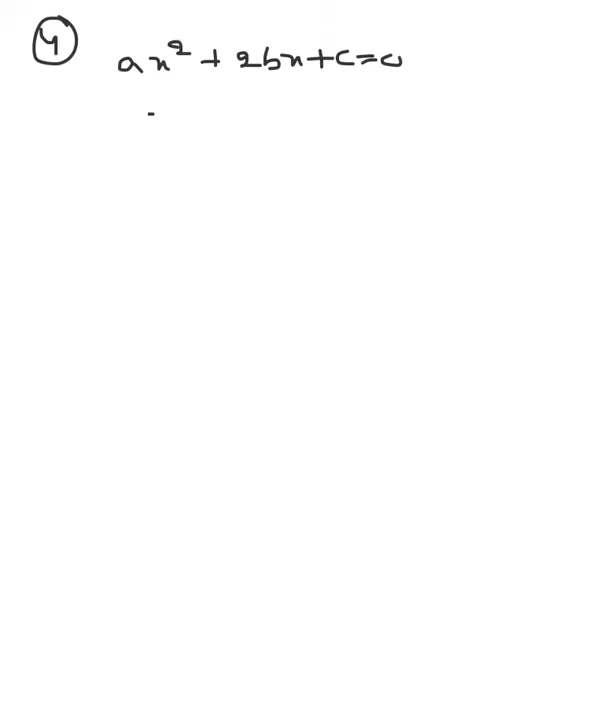 ④ ax² + 2bx + c = 0